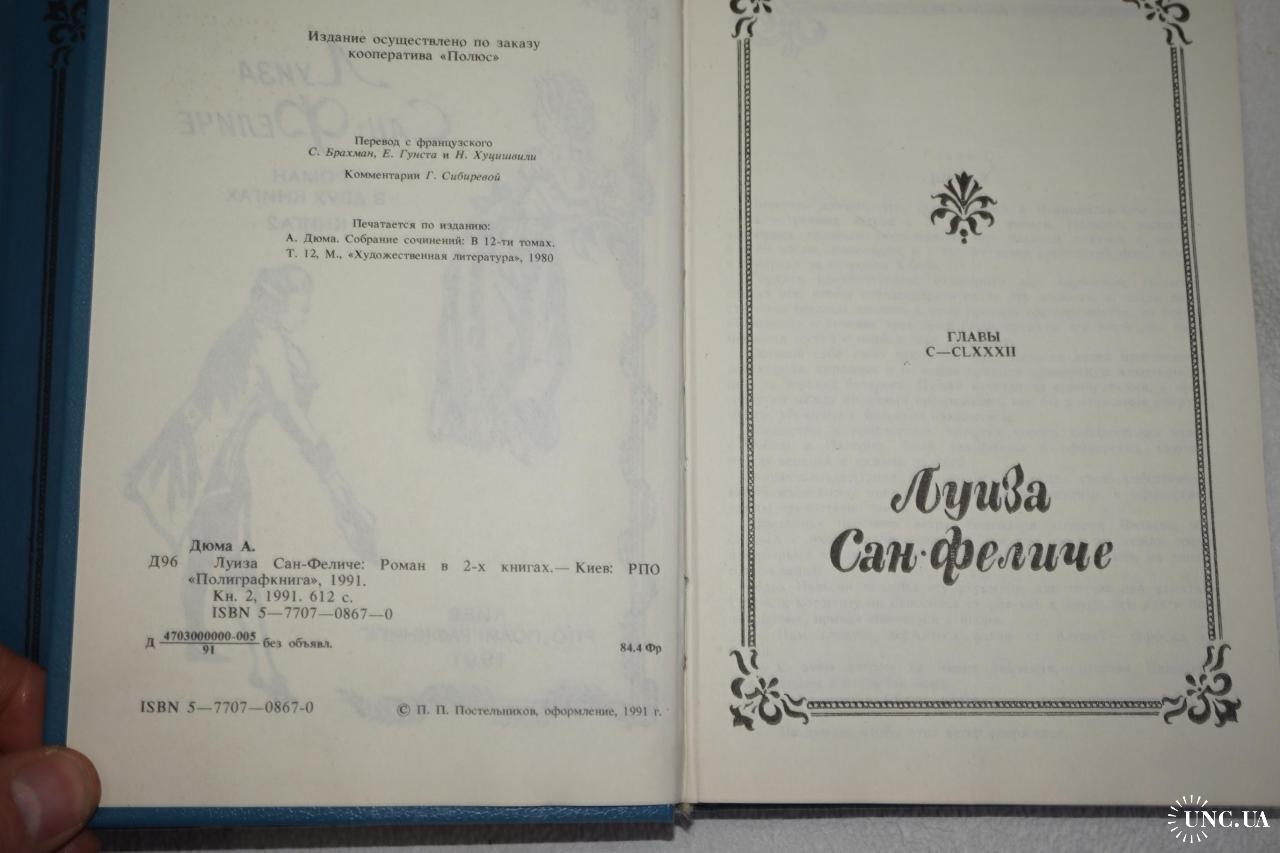 Издание осуществлено по заказу
кооператива «Полюс»
Перевод с французского
С. Брахман, Е. Гунста и Н. Хуцишвили
Комментарии Г. Сибиревой
Печатается по изданию:
А. Дюма. Собрание сочинений: В 12-ти томах.
Т. 12, М., «Художественная литература», 1980
Дюма А.
Д96 Луиза Сан-Феличе: Роман в 2-х книгах.— Киев: РПО
«Полиграфкнига», 1991.
Кн. 2, 1991. 612 с.
ISBN 5—7707—0867—0
Д 4703000000-005 без объявл.
91
84.4 Фр
ISBN 5—7707—0867-0
© П. П. Постельников, оформление, 1991 г.
ГЛАВЫ
C—CLXXXII
Луиза
Сан-Феличе
UNC.UA